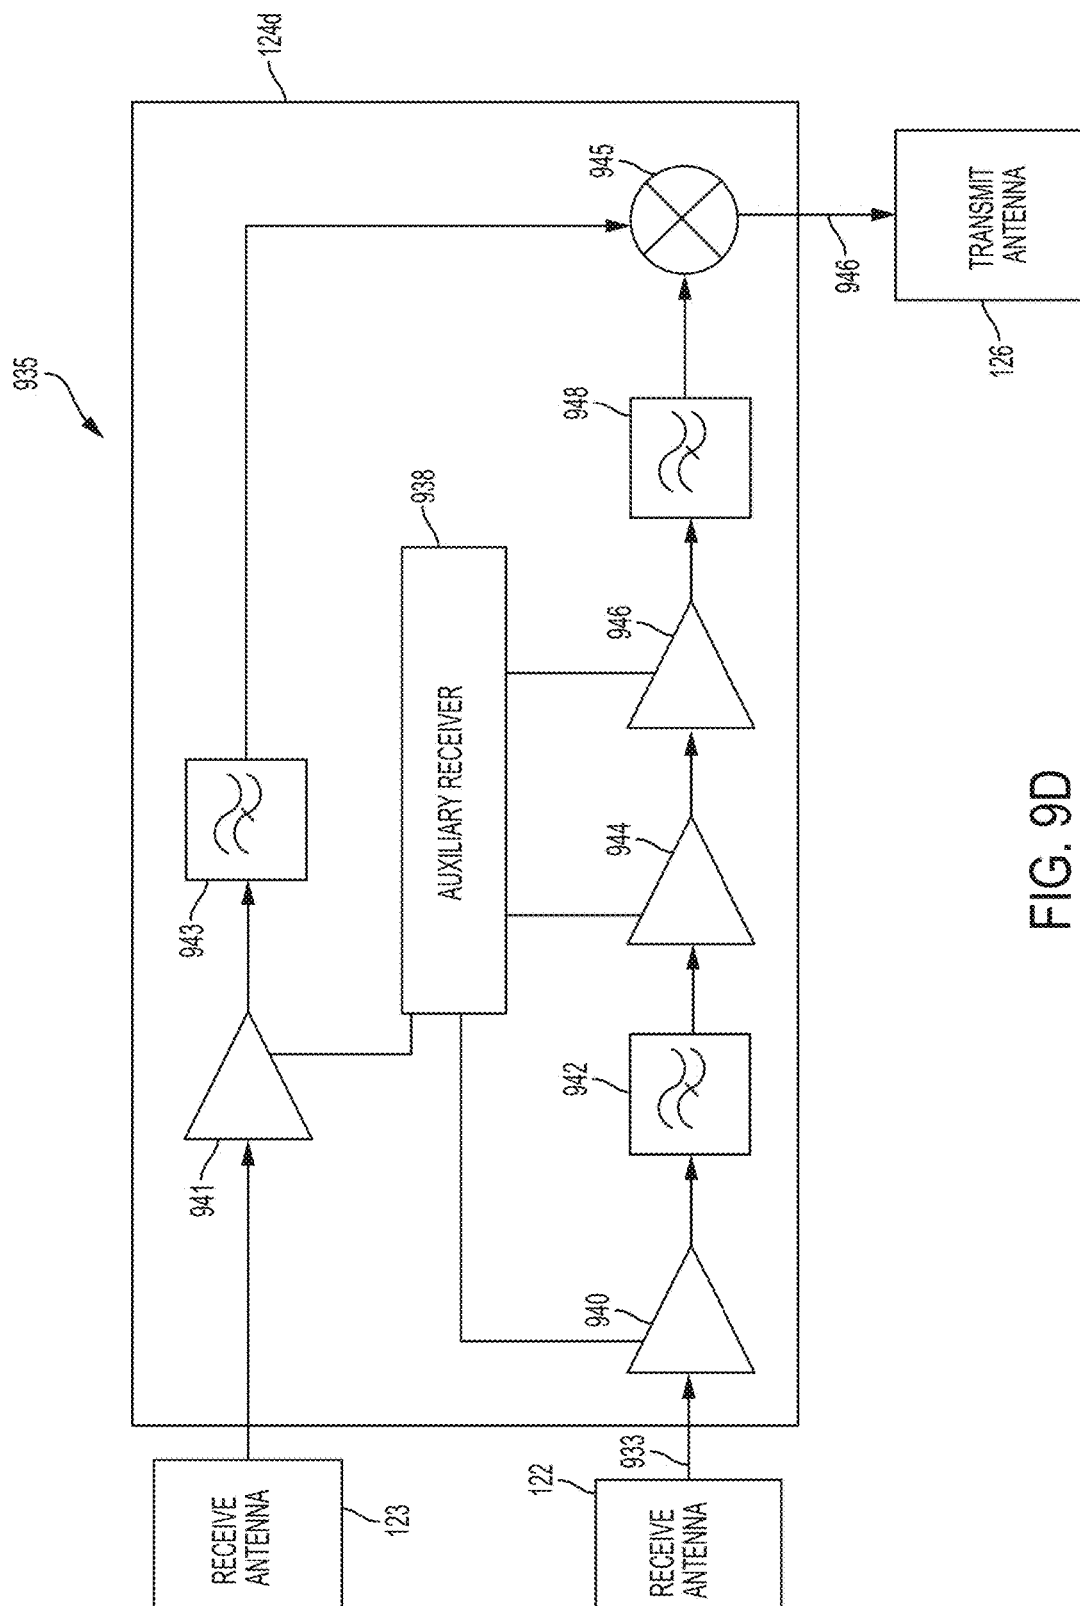 935
124d
RECEIVE
ANTENNA
123
941
943
AUXILIARY RECEIVER
938
RECEIVE
ANTENNA
122
933
940
942
944
946
948
945
946
TRANSMIT
ANTENNA
126
FIG. 9D